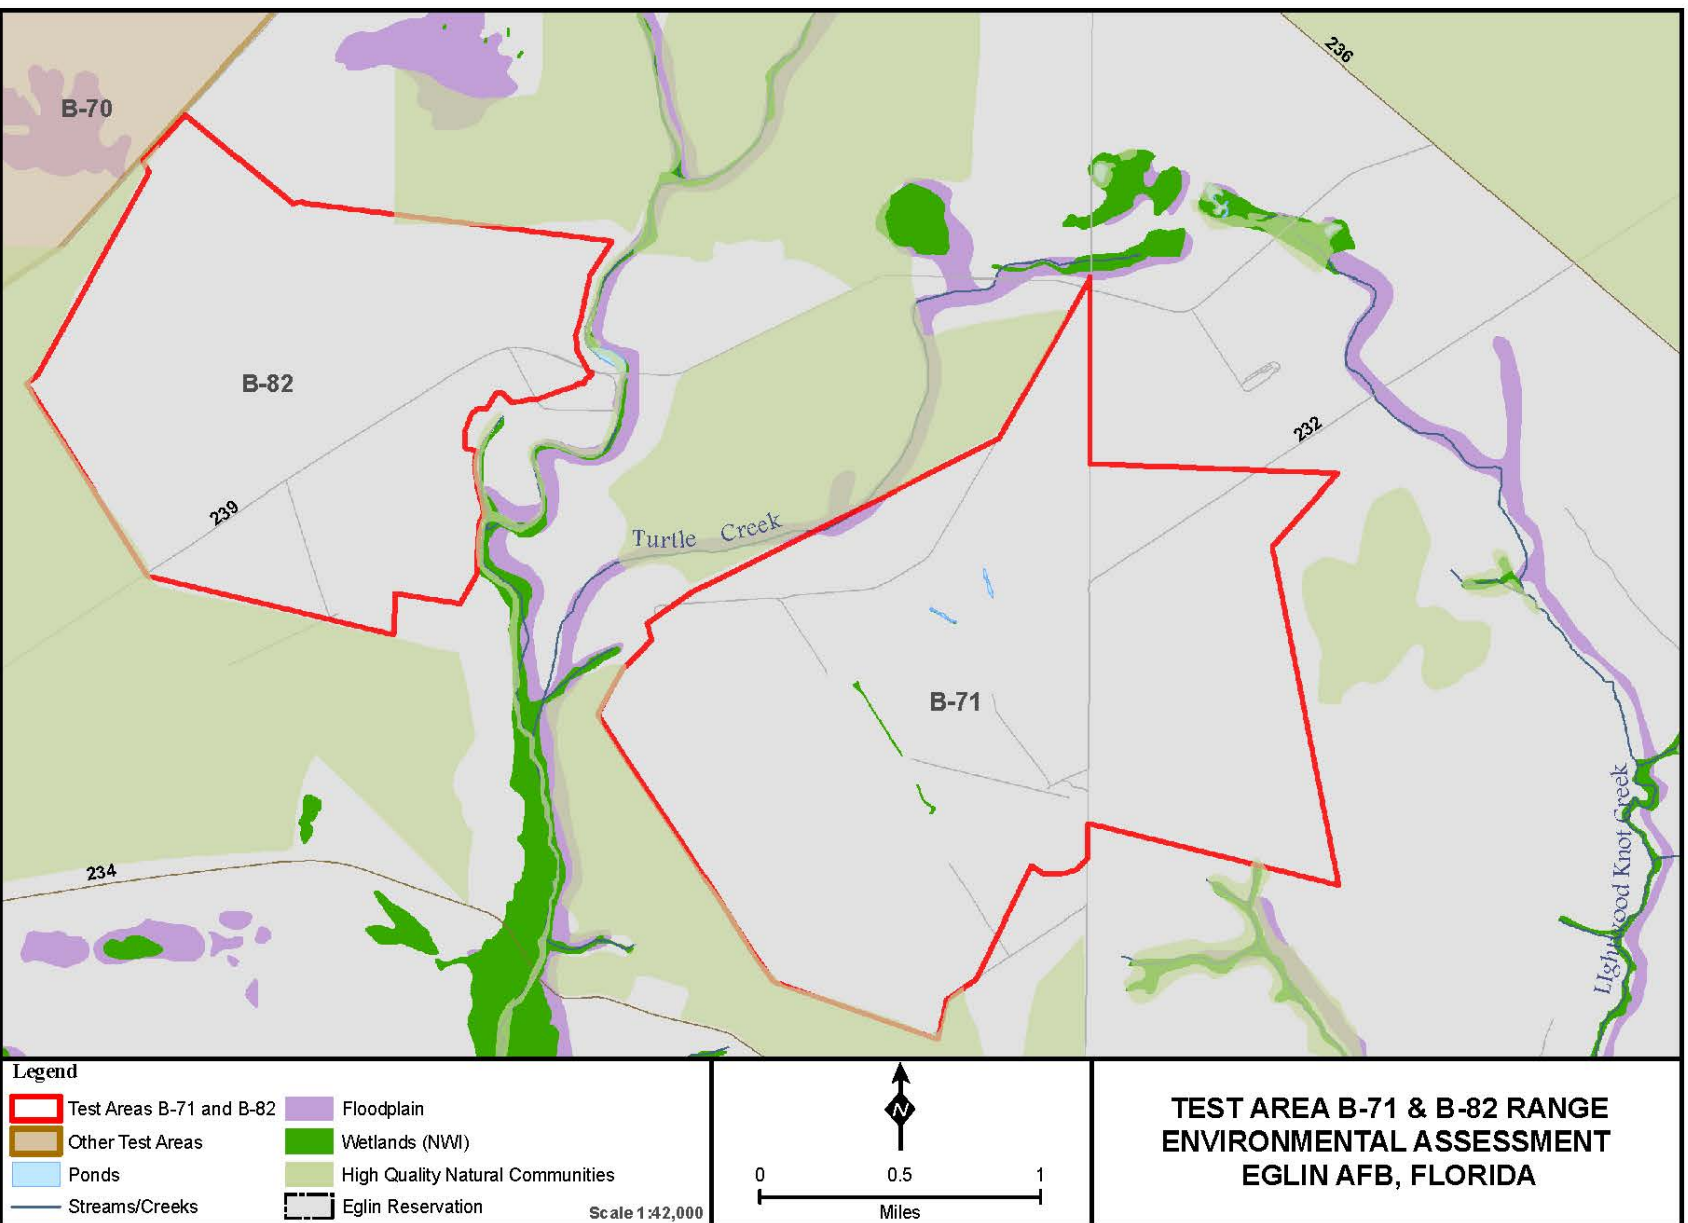 236
B-70
B-82
232
239
Turtle Creek
B-71
LIghtwood Knot Creek
234
Legend
Test Areas B-71 and B-82
Other Test Areas
Ponds
Streams/Creeks
Floodplain
Wetlands (NWI)
High Quality Natural Communities
Eglin Reservation
Scale 1:42,000
N
0 0.5 1
Miles
TEST AREA B-71 & B-82 RANGE
ENVIRONMENTAL ASSESSMENT
EGLIN AFB, FLORIDA